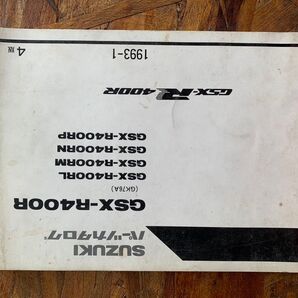 SUZUKI
パーツカタログ
GSX-R400R
(GK76A)
GSX-R400RL
GSX-R400RM
GSX-R400RN
GSX-R400RP
GSX-R400R
1993-1
4版